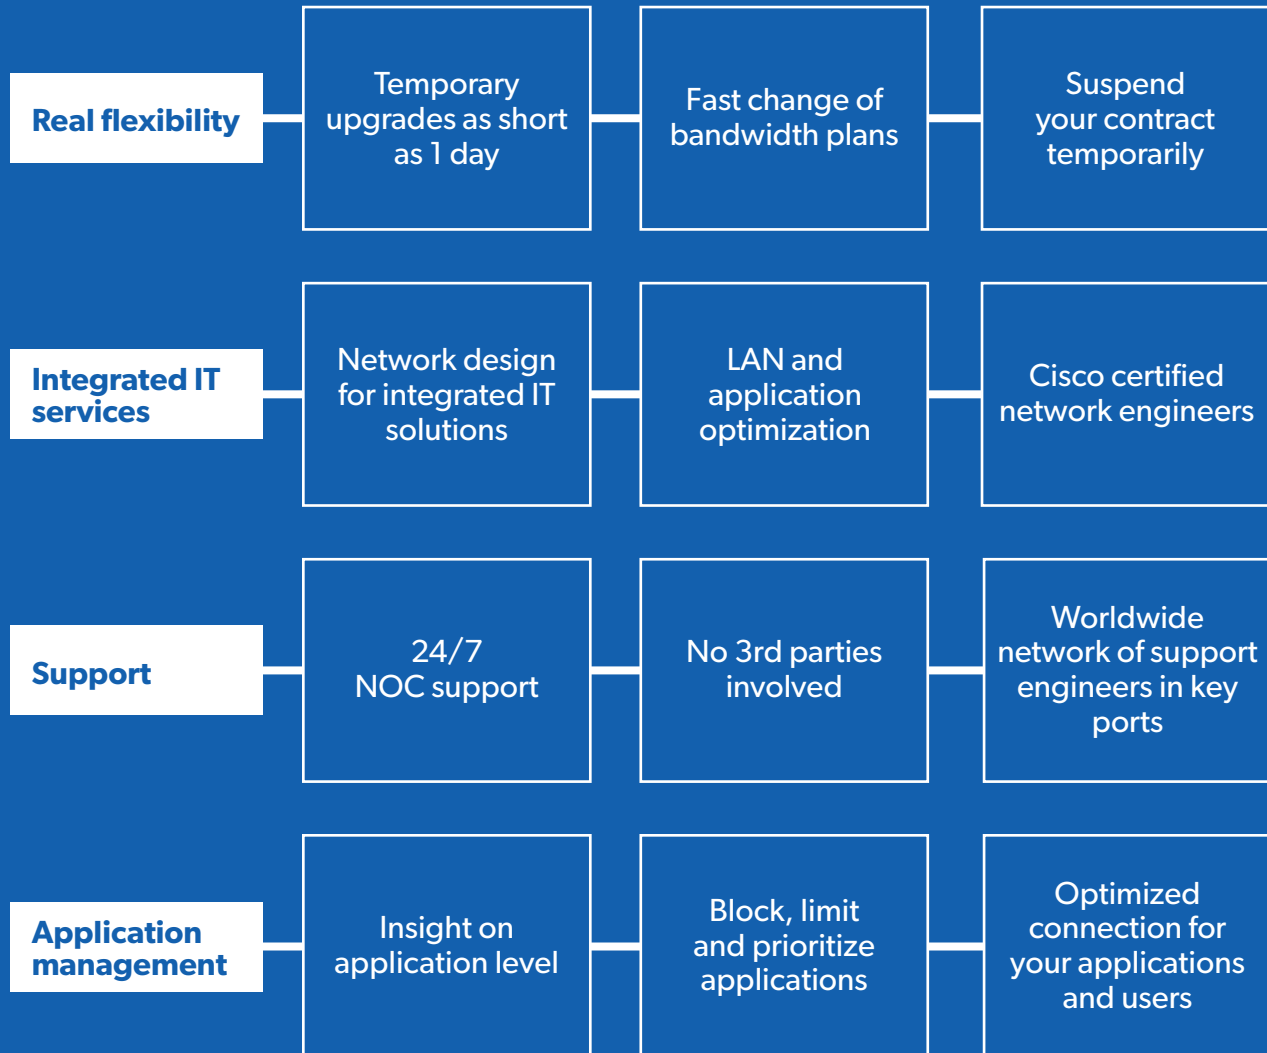 Real flexibility
Temporary
upgrades as short
as 1 day
Fast change of
bandwidth plans
Suspend
your contract
temporarily
Integrated IT
services
Network design
for integrated IT
solutions
LAN and
application
optimization
Cisco certified
network engineers
Support
24/7
NOC support
No 3rd parties
involved
Worldwide
network of support
engineers in key
ports
Application
management
Insight on
application level
Block, limit
and prioritize
applications
Optimized
connection for
your applications
and users